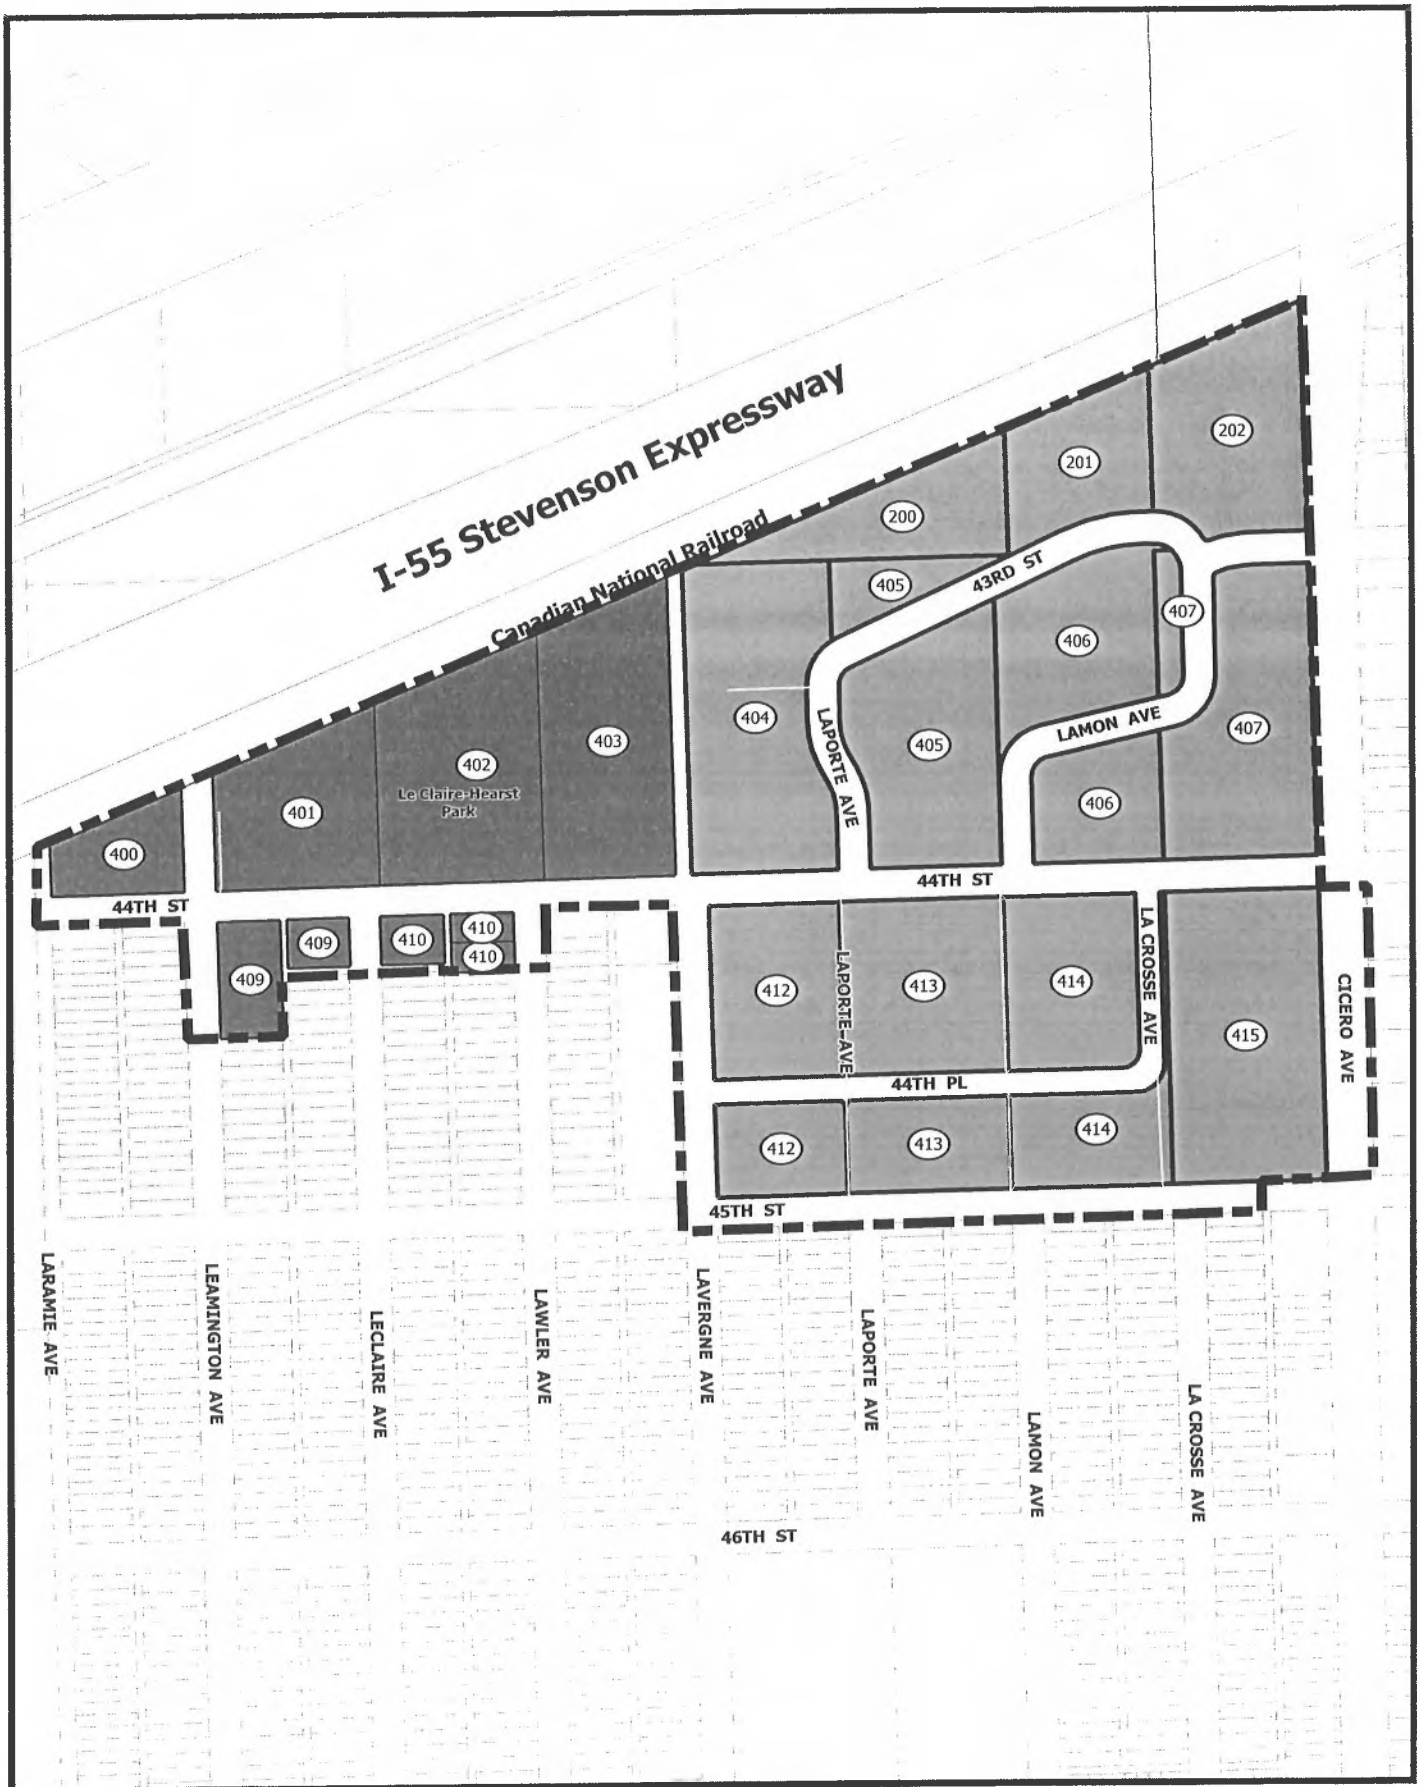 I-55 Stevenson Expressway
Canadian National Railroad
202
201
200
405
43RD ST
407
406
404
LAPORTE AVE
405
LAMON AVE
407
403
402
Le Claire-Hearst
Park
401
406
400
44TH ST
44TH ST
409
409
410
410
410
412
LAPORTE AVE
413
414
LA CROSSE AVE
415
CICERO AVE
44TH PL
412
413
414
45TH ST
LARAMIE AVE
LEAMINGTON AVE
LECLAIRE AVE
LAWLER AVE
LAVERGNE AVE
LAPORTE AVE
LAMON AVE
LA CROSSE AVE
46TH ST